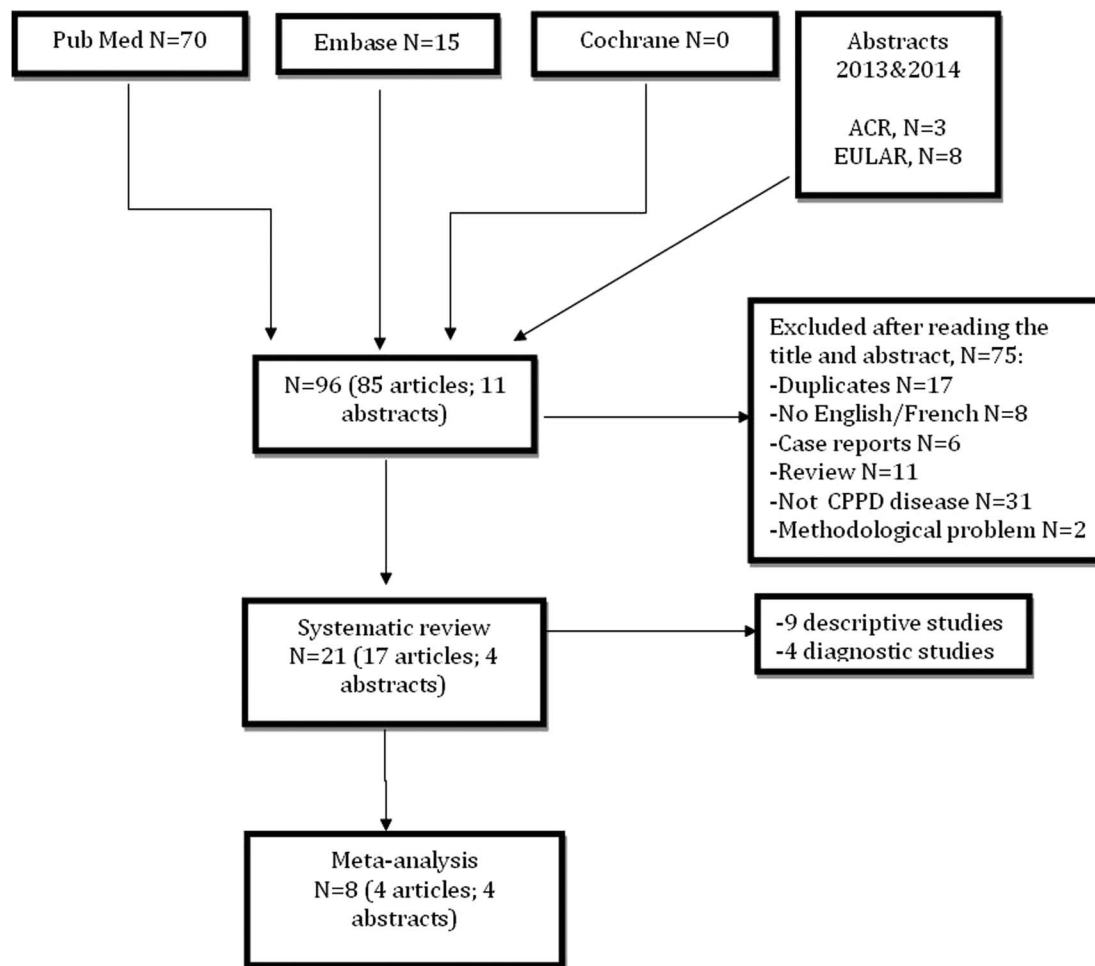 Pub Med N=70
Embase N=15
Cochrane N=0
Abstracts
2013&2014
ACR, N=3
EULAR, N=8
N=96 (85 articles; 11
abstracts)
Excluded after reading the
title and abstract, N=75:
-Duplicates N=17
-No English/French N=8
-Case reports N=6
-Review N=11
-Not CPPD disease N=31
-Methodological problem N=2
Systematic review
N=21 (17 articles; 4
abstracts)
-9 descriptive studies
-4 diagnostic studies
Meta-analysis
N=8 (4 articles; 4
abstracts)